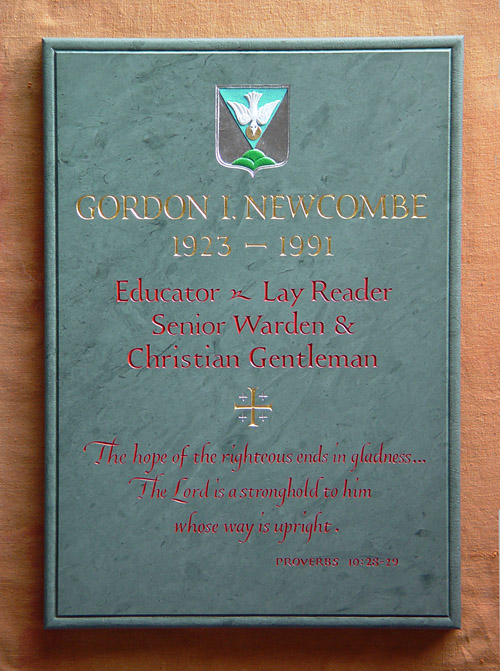 GORDON I. NEWCOMBE
1923 – 1991
Educator ~ Lay Reader
Senior Warden &
Christian Gentleman
The hope of the righteous ends in gladness...
The Lord is a stronghold to him
whose way is upright.
PROVERBS 10:28-29